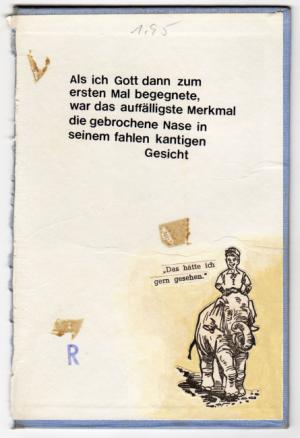 1.95
Als ich Gott dann zum
ersten Mal begegnete,
war das auffälligste Merkmal
die gebrochene Nase in
seinem fahlen kantigen
Gesicht
„Das hätte ich
gern gesehen.“
R